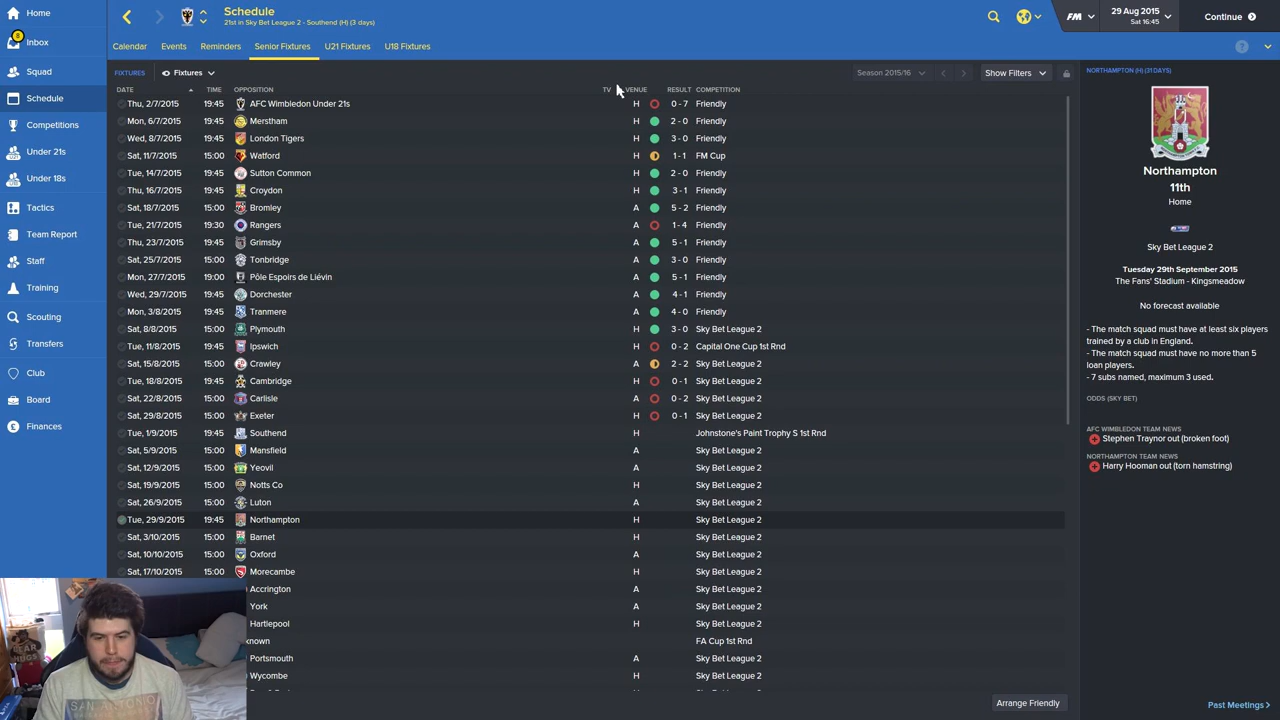 Home
8
Inbox
Squad
Schedule
Competitions
Under 21s
Under 18s
Tactics
Team Report
Staff
Training
Scouting
Transfers
Club
Board
Finances
Schedule
21st in Sky Bet League 2 - Southend (H) (3 days)
FM
29 Aug 2015
Sat 16:45
Continue
Calendar Events Reminders Senior Fixtures U21 Fixtures U18 Fixtures
?
FIXTURES Fixtures Season 2015/16 Show Filters
DATE TIME OPPOSITION TV VENUE RESULT COMPETITION
Thu, 2/7/2015 19:45 AFC Wimbledon Under 21s H 0 - 7 Friendly
Mon, 6/7/2015 19:45 Merstham H 2 - 0 Friendly
Wed, 8/7/2015 19:45 London Tigers H 3 - 0 Friendly
Sat, 11/7/2015 15:00 Watford H 1 - 1 FM Cup
Tue, 14/7/2015 19:45 Sutton Common H 2 - 0 Friendly
Thu, 16/7/2015 19:45 Croydon H 3 - 1 Friendly
Sat, 18/7/2015 15:00 Bromley A 5 - 2 Friendly
Tue, 21/7/2015 19:30 Rangers A 1 - 4 Friendly
Thu, 23/7/2015 19:45 Grimsby A 5 - 1 Friendly
Sat, 25/7/2015 15:00 Tonbridge A 3 - 0 Friendly
Mon, 27/7/2015 19:00 Pôle Espoirs de Liévin A 5 - 1 Friendly
Wed, 29/7/2015 19:45 Dorchester A 4 - 1 Friendly
Mon, 3/8/2015 19:45 Tranmere A 4 - 0 Friendly
Sat, 8/8/2015 15:00 Plymouth H 3 - 0 Sky Bet League 2
Tue, 11/8/2015 19:45 Ipswich H 0 - 2 Capital One Cup 1st Rnd
Sat, 15/8/2015 15:00 Crawley A 2 - 2 Sky Bet League 2
Tue, 18/8/2015 19:45 Cambridge H 0 - 1 Sky Bet League 2
Sat, 22/8/2015 15:00 Carlisle A 0 - 2 Sky Bet League 2
Sat, 29/8/2015 15:00 Exeter H 0 - 1 Sky Bet League 2
Tue, 1/9/2015 19:45 Southend H Johnstone's Paint Trophy S 1st Rnd
Sat, 5/9/2015 15:00 Mansfield A Sky Bet League 2
Sat, 12/9/2015 15:00 Yeovil A Sky Bet League 2
Sat, 19/9/2015 15:00 Notts Co H Sky Bet League 2
Sat, 26/9/2015 15:00 Luton A Sky Bet League 2
Tue, 29/9/2015 19:45 Northampton H Sky Bet League 2
Sat, 3/10/2015 15:00 Barnet H Sky Bet League 2
Sat, 10/10/2015 15:00 Oxford A Sky Bet League 2
Sat, 17/10/2015 15:00 Morecambe H Sky Bet League 2
Accrington A Sky Bet League 2
York A Sky Bet League 2
Hartlepool H Sky Bet League 2
known FA Cup 1st Rnd
Portsmouth A Sky Bet League 2
Wycombe H Sky Bet League 2
Arrange Friendly
NORTHAMPTON (H) (31 DAYS)
Northampton
11th
Home
Sky Bet League 2
Tuesday 29th September 2015
The Fans' Stadium - Kingsmeadow
No forecast available
- The match squad must have at least six players
trained by a club in England.
- The match squad must have no more than 5
loan players.
- 7 subs named, maximum 3 used.
ODDS (SKY BET)
AFC WIMBLEDON TEAM NEWS
Stephen Traynor out (broken foot)
NORTHAMPTON TEAM NEWS
Harry Hooman out (torn hamstring)
Past Meetings >
SAN ANTONIO